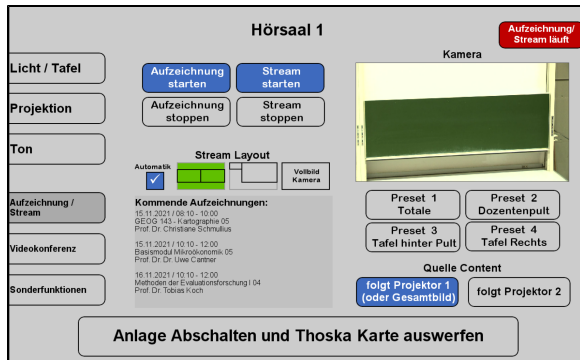 Hörsaal 1
Aufzeichnung/
Stream läuft
Licht / Tafel
Projektion
Ton
Aufzeichnung /
Stream
Videokonferenz
Sonderfunktionen
Aufzeichnung
starten
Stream
starten
Aufzeichnung
stoppen
Stream
stoppen
Stream Layout
Automatik
Vollbild
Kamera
Kommende Aufzeichnungen:
15.11.2021 / 08:10 - 10:00
GEOG 143 - Kartographie 05
Prof. Dr. Christiane Schmullius
15.11.2021 / 10:10 - 12:00
Basismodul Mikroökonomik 05
Prof. Dr. Dr. Uwe Cantner
16.11.2021 / 10:10 - 12:00
Methoden der Evaluationsforschung I 04
Prof. Dr. Tobias Koch
Kamera
Preset 1
Totale
Preset 2
Dozentenpult
Preset 3
Tafel hinter Pult
Preset 4
Tafel Rechts
Quelle Content
folgt Projektor 1
(oder Gesamtbild)
folgt Projektor 2
Anlage Abschalten und Thoska Karte auswerfen